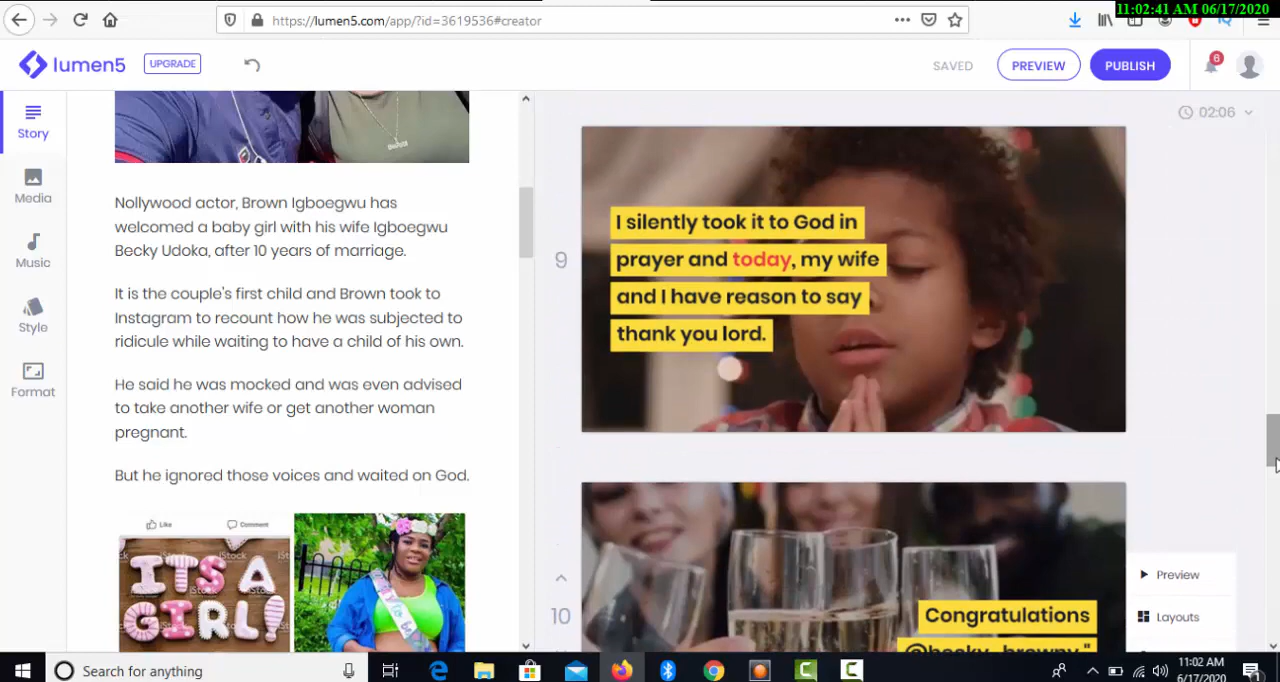 https://lumen5.com/app/?id=3619536#creator
11:02:41 AM 06/17/2020
lumen5
UPGRADE
SAVED
PREVIEW
PUBLISH
6
Story
Media
Music
Style
Format
Nollywood actor, Brown Igboegwu has
welcomed a baby girl with his wife Igboegwu
Becky Udoka, after 10 years of marriage.
It is the couple's first child and Brown took to
Instagram to recount how he was subjected to
ridicule while waiting to have a child of his own.
He said he was mocked and was even advised
to take another wife or get another woman
pregnant.
But he ignored those voices and waited on God.
Like
Comment
iStock
IT'S A
GIRL!
02:06
9
I silently took it to God in
prayer and today, my wife
and I have reason to say
thank you lord.
10
Congratulations
@becky_browny."
Preview
Layouts
Search for anything
11:02 AM
6/17/2020